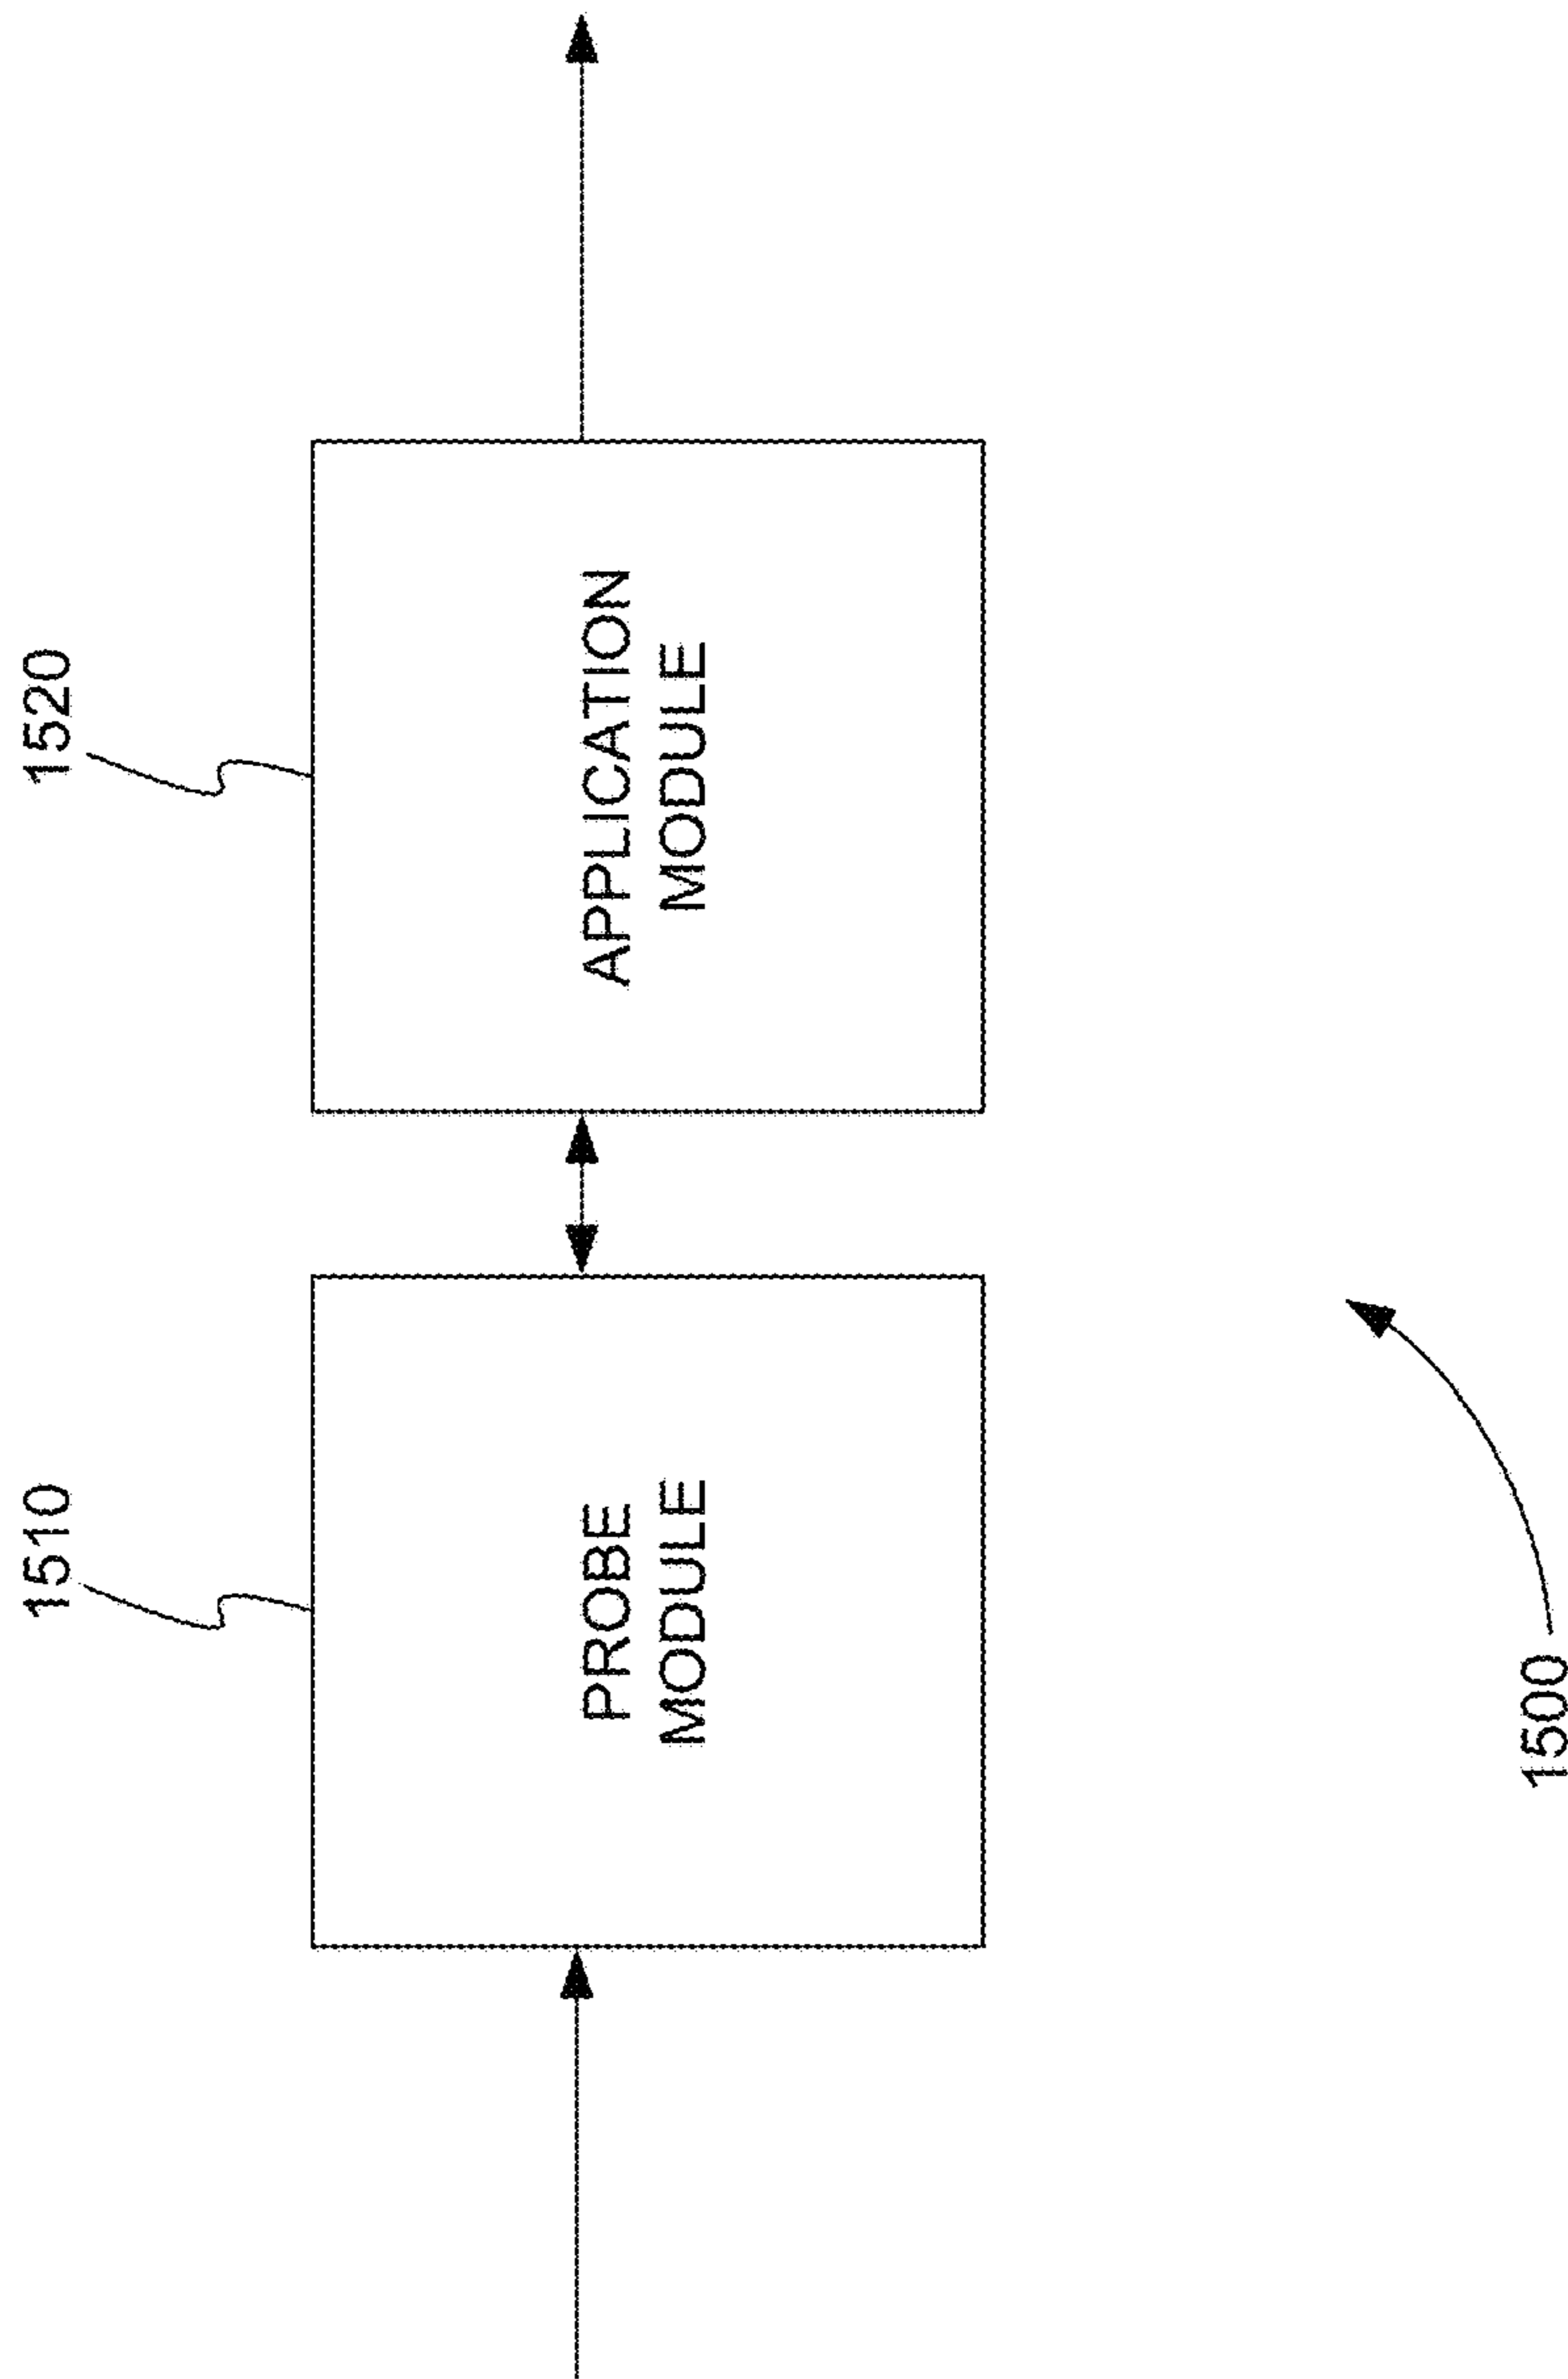 1510
1520
PROBE
MODULE
APPLICATION
MODULE
1500